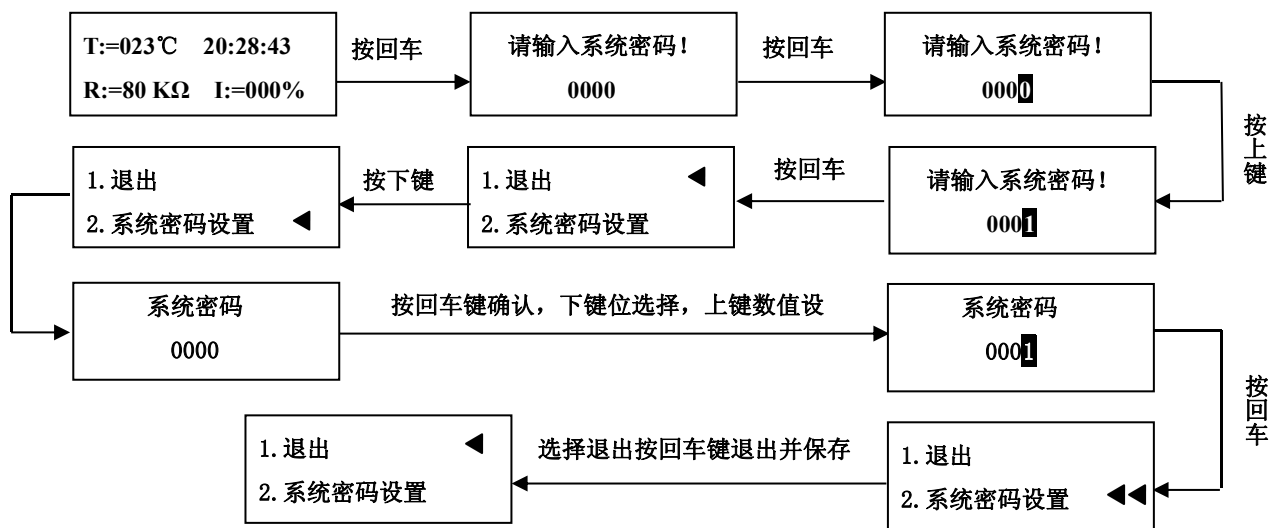 T:=023℃ 20:28:43
R:=80 KΩ I:=000%
按回车
请输入系统密码！
0000
按回车
请输入系统密码！
0000
按上键
请输入系统密码！
0001
按回车
1.退出 ◀
2.系统密码设置
按下键
1.退出
2.系统密码设置 ◀
系统密码
0000
按回车键确认，下键位选择，上键数值设
系统密码
0001
按回车
1.退出
2.系统密码设置 ◀◀
选择退出按回车键退出并保存
1.退出 ◀
2.系统密码设置